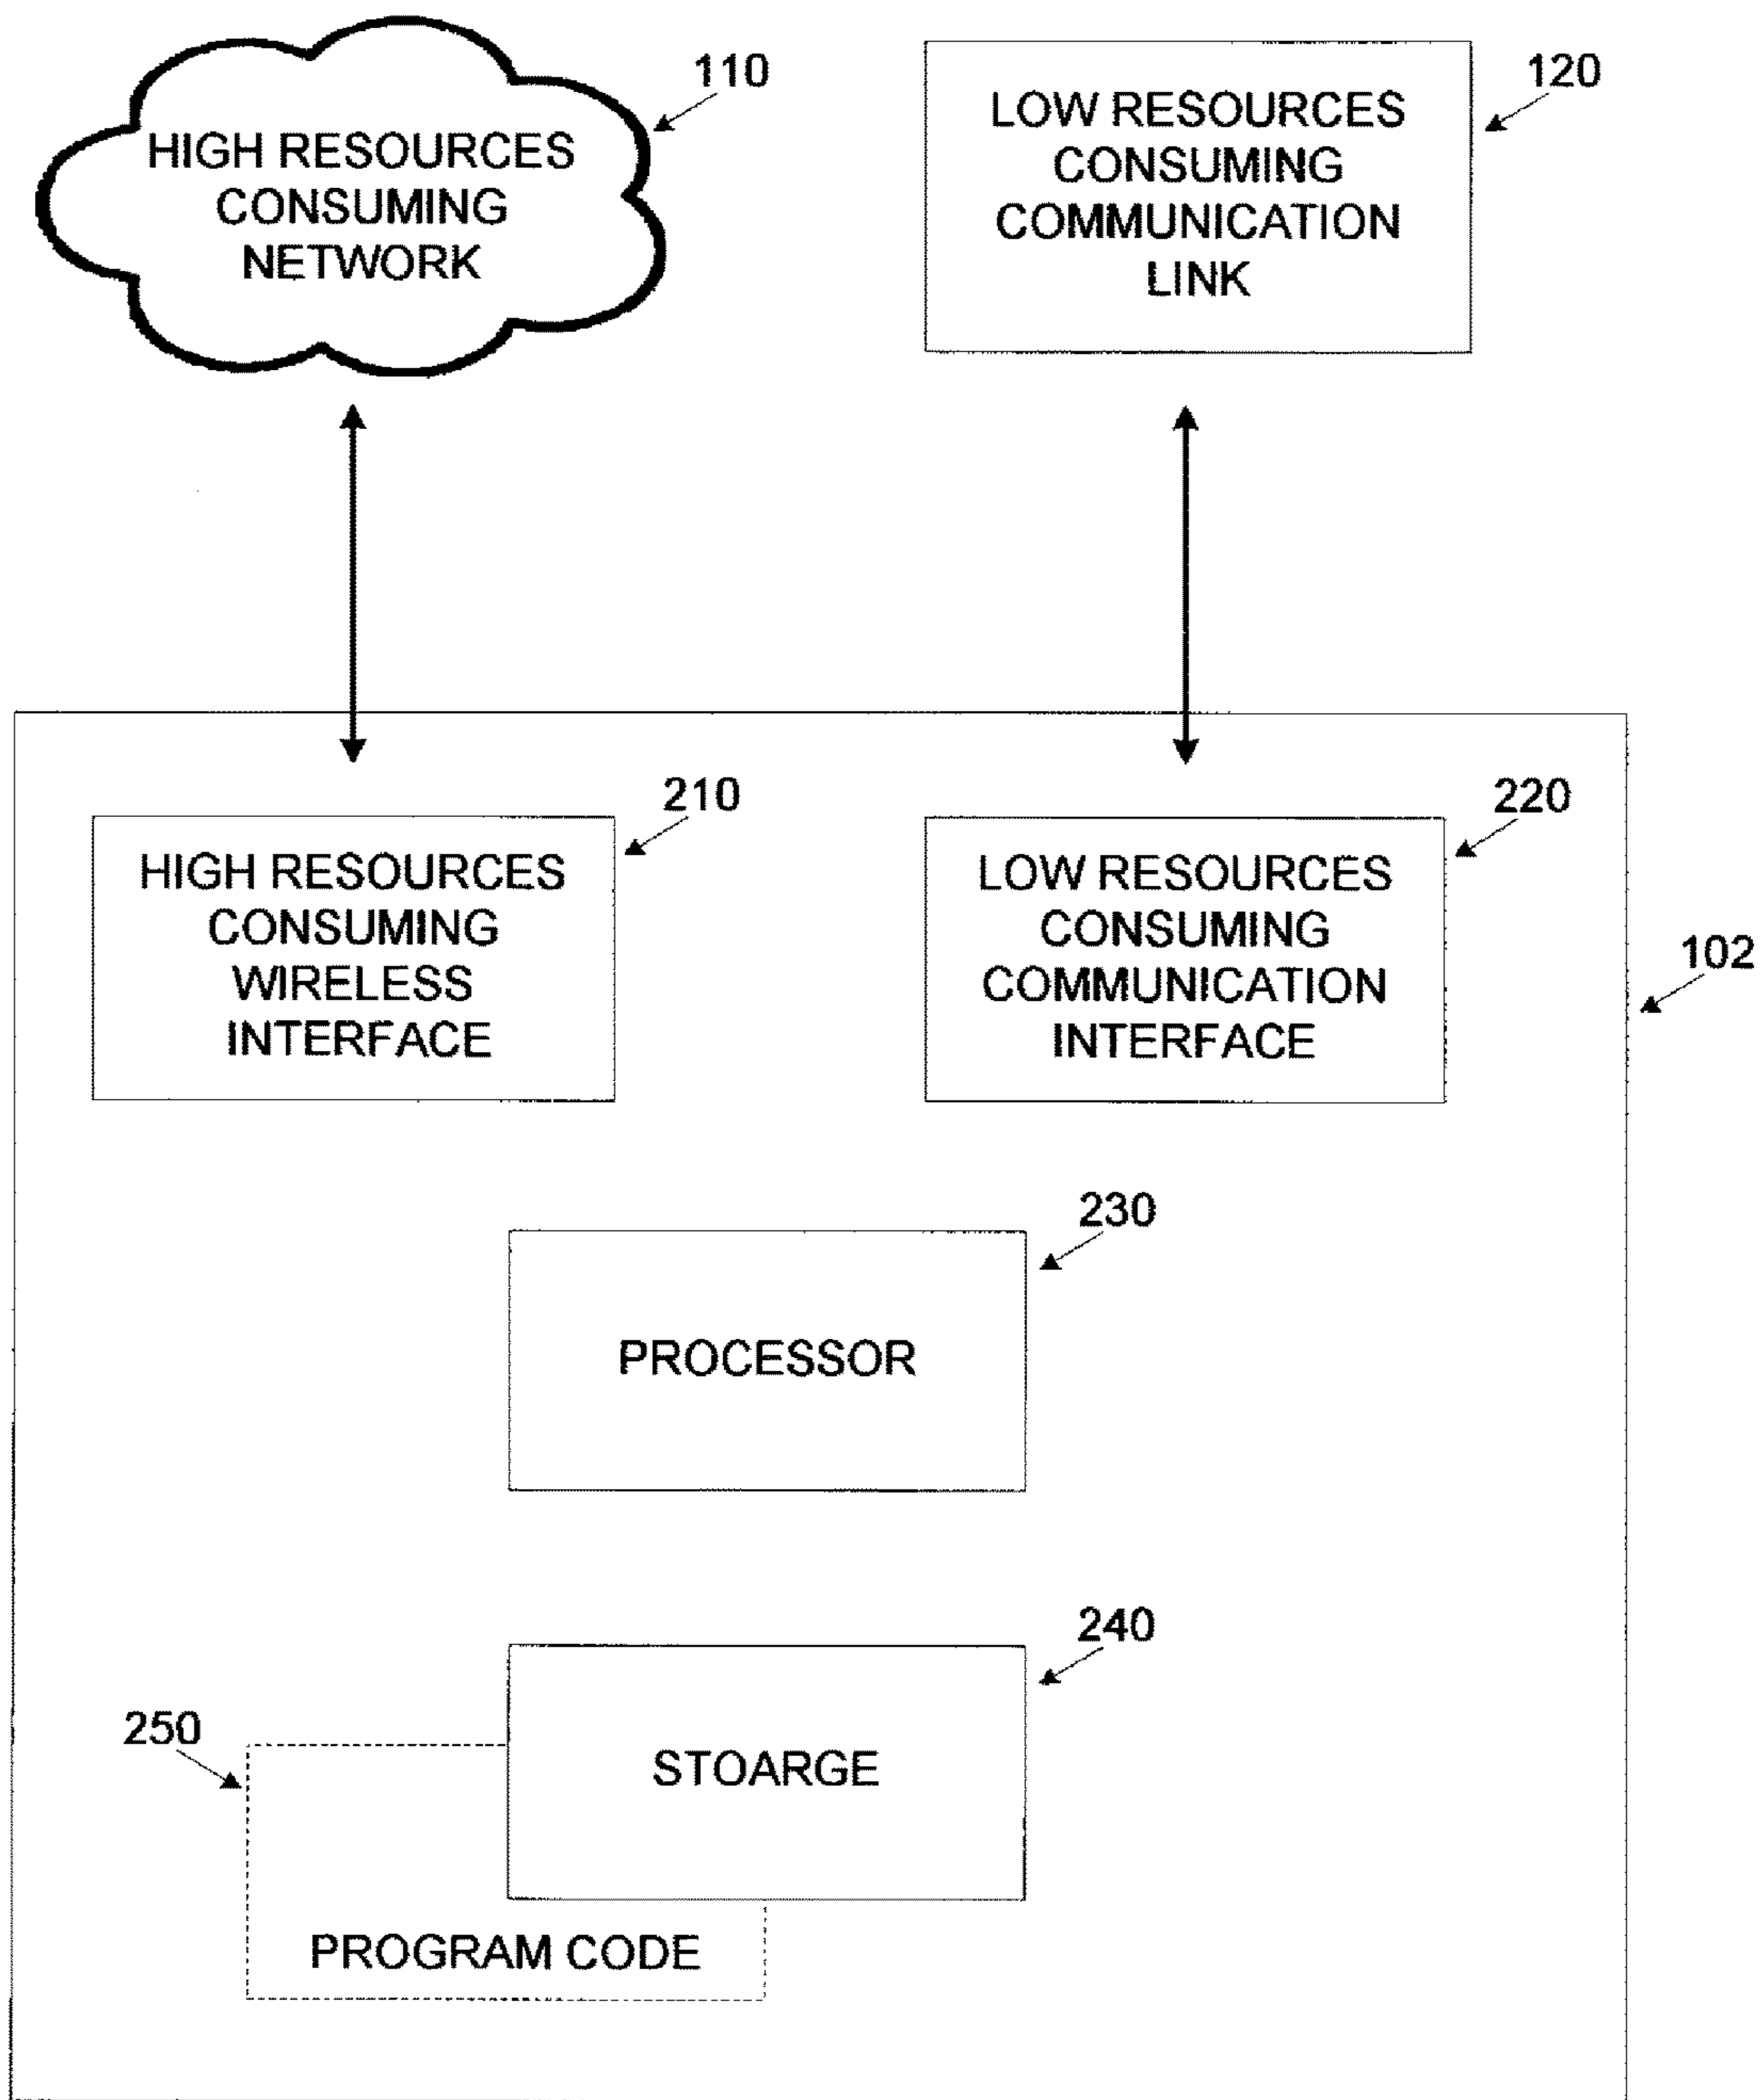 110
HIGH RESOURCES
CONSUMING
NETWORK
120
LOW RESOURCES
CONSUMING
COMMUNICATION
LINK
210
HIGH RESOURCES
CONSUMING
WIRELESS
INTERFACE
220
LOW RESOURCES
CONSUMING
COMMUNICATION
INTERFACE
102
230
PROCESSOR
240
STOARGE
250
PROGRAM CODE